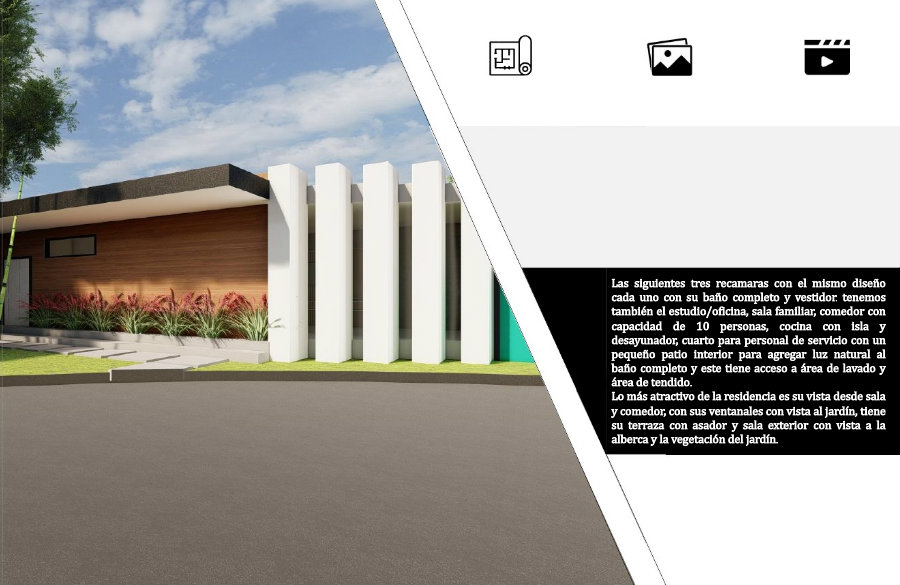 Las siguientes tres recamaras con el mismo diseño
cada uno con su baño completo y vestidor. tenemos
también el estudio/oficina, sala familiar, comedor con
capacidad de 10 personas, cocina con isla y
desayunador, cuarto para personal de servicio con un
pequeño patio interior para agregar luz natural al
baño completo y este tiene acceso a área de lavado y
área de tendido.
Lo más atractivo de la residencia es su vista desde sala
y comedor, con sus ventanales con vista al jardín, tiene
su terraza con asador y sala exterior con vista a la
alberca y la vegetación del jardín.